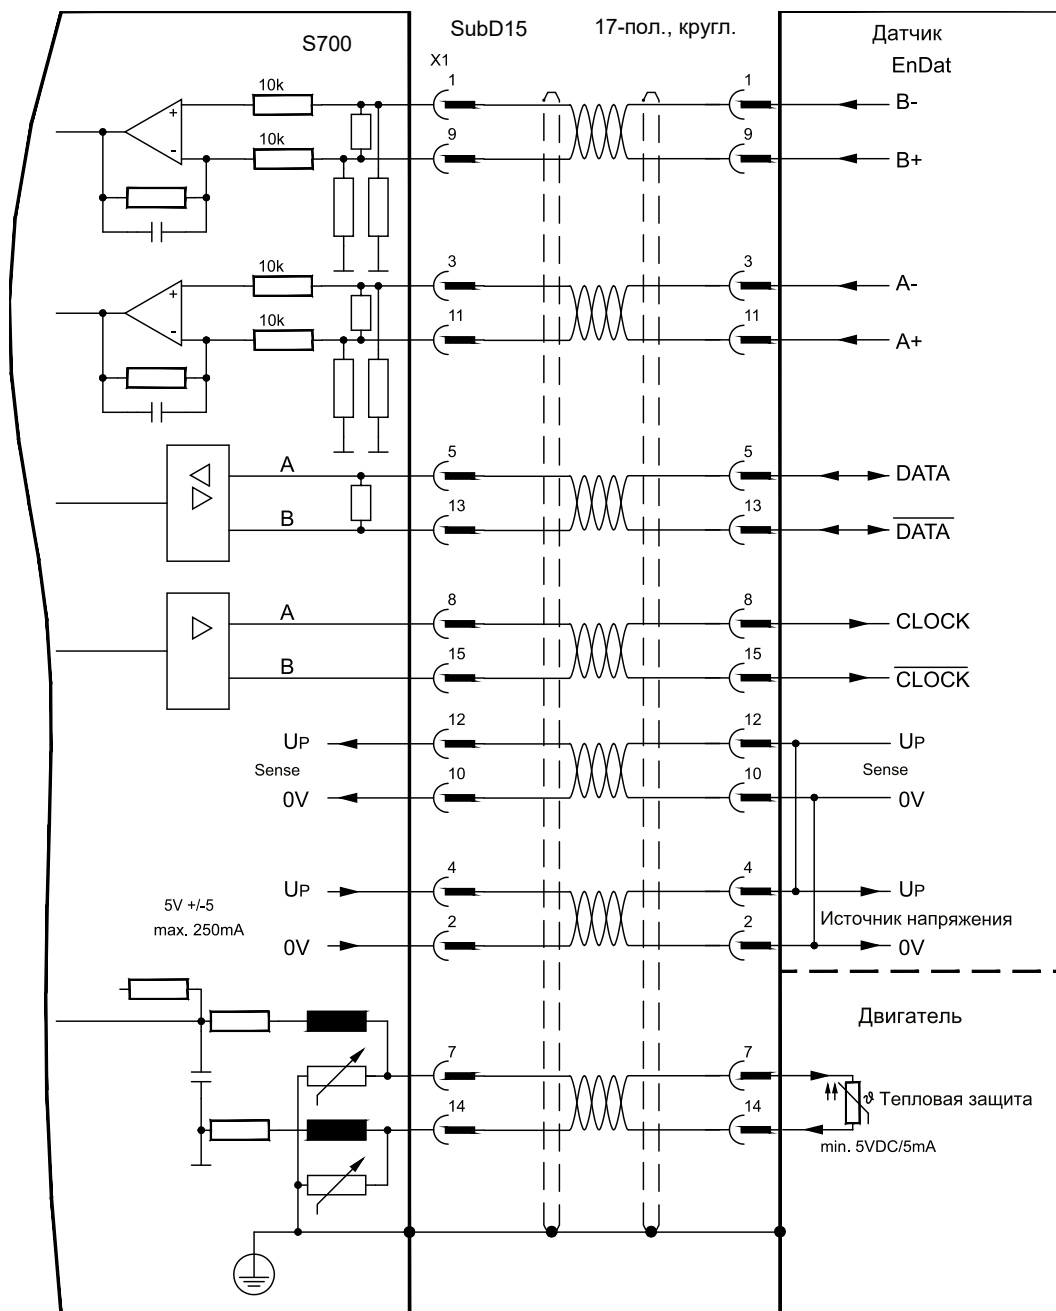 S700
SubD15
17-пол., кругл.
Датчик
EnDat
X1
10k
+
1
1
B-
10k
-
9
9
B+
10k
+
3
3
A-
10k
-
11
11
A+
A
5
5
DATA
B
13
13
DATA
A
8
8
CLOCK
B
15
15
CLOCK
UP
12
12
UP
Sense
Sense
0V
10
10
0V
UP
4
4
UP
5V +/-5
max. 250mA
Источник напряжения
0V
2
2
0V
Двигатель
7
7
ϑ Тепловая защита
14
14
min. 5VDC/5mA